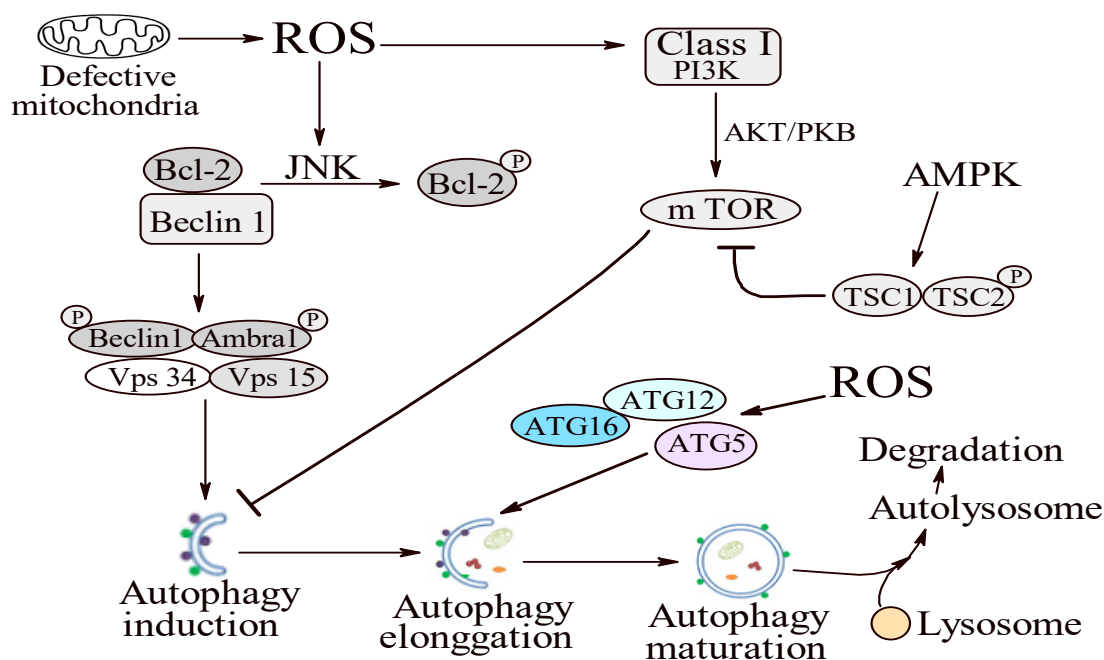 ROS
Class I
PI3K
Defective
mitochondria
AKT/PKB
Bcl-2
JNK
Bcl-2
P
AMPK
Beclin 1
m TOR
TSC1
TSC2
P
P
Beclin1
Ambra1
P
Vps 34
Vps 15
ROS
ATG12
ATG16
ATG5
Degradation
Autolysosome
Autophagy
induction
Autophagy
elonggation
Autophagy
maturation
Lysosome